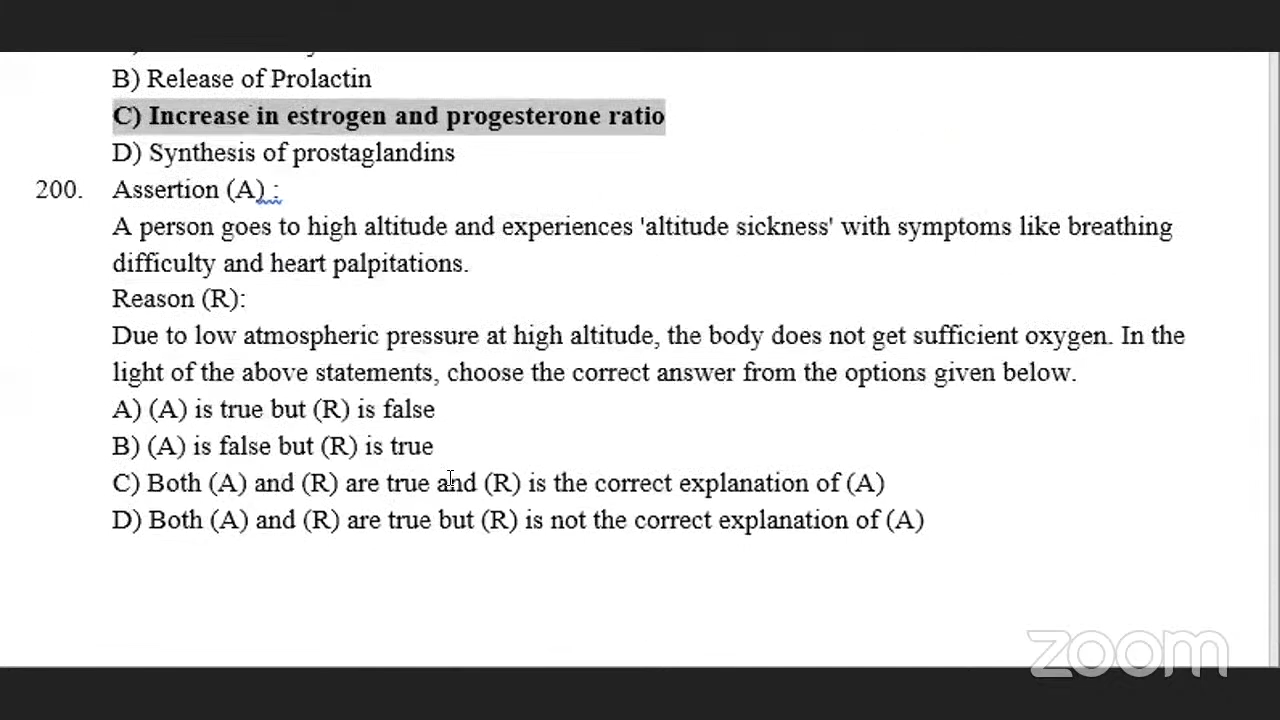 B) Release of Prolactin
C) Increase in estrogen and progesterone ratio
D) Synthesis of prostaglandins
200. Assertion (A) :
A person goes to high altitude and experiences 'altitude sickness' with symptoms like breathing
difficulty and heart palpitations.
Reason (R):
Due to low atmospheric pressure at high altitude, the body does not get sufficient oxygen. In the
light of the above statements, choose the correct answer from the options given below.
A) (A) is true but (R) is false
B) (A) is false but (R) is true
C) Both (A) and (R) are true and (R) is the correct explanation of (A)
D) Both (A) and (R) are true but (R) is not the correct explanation of (A)
zoom